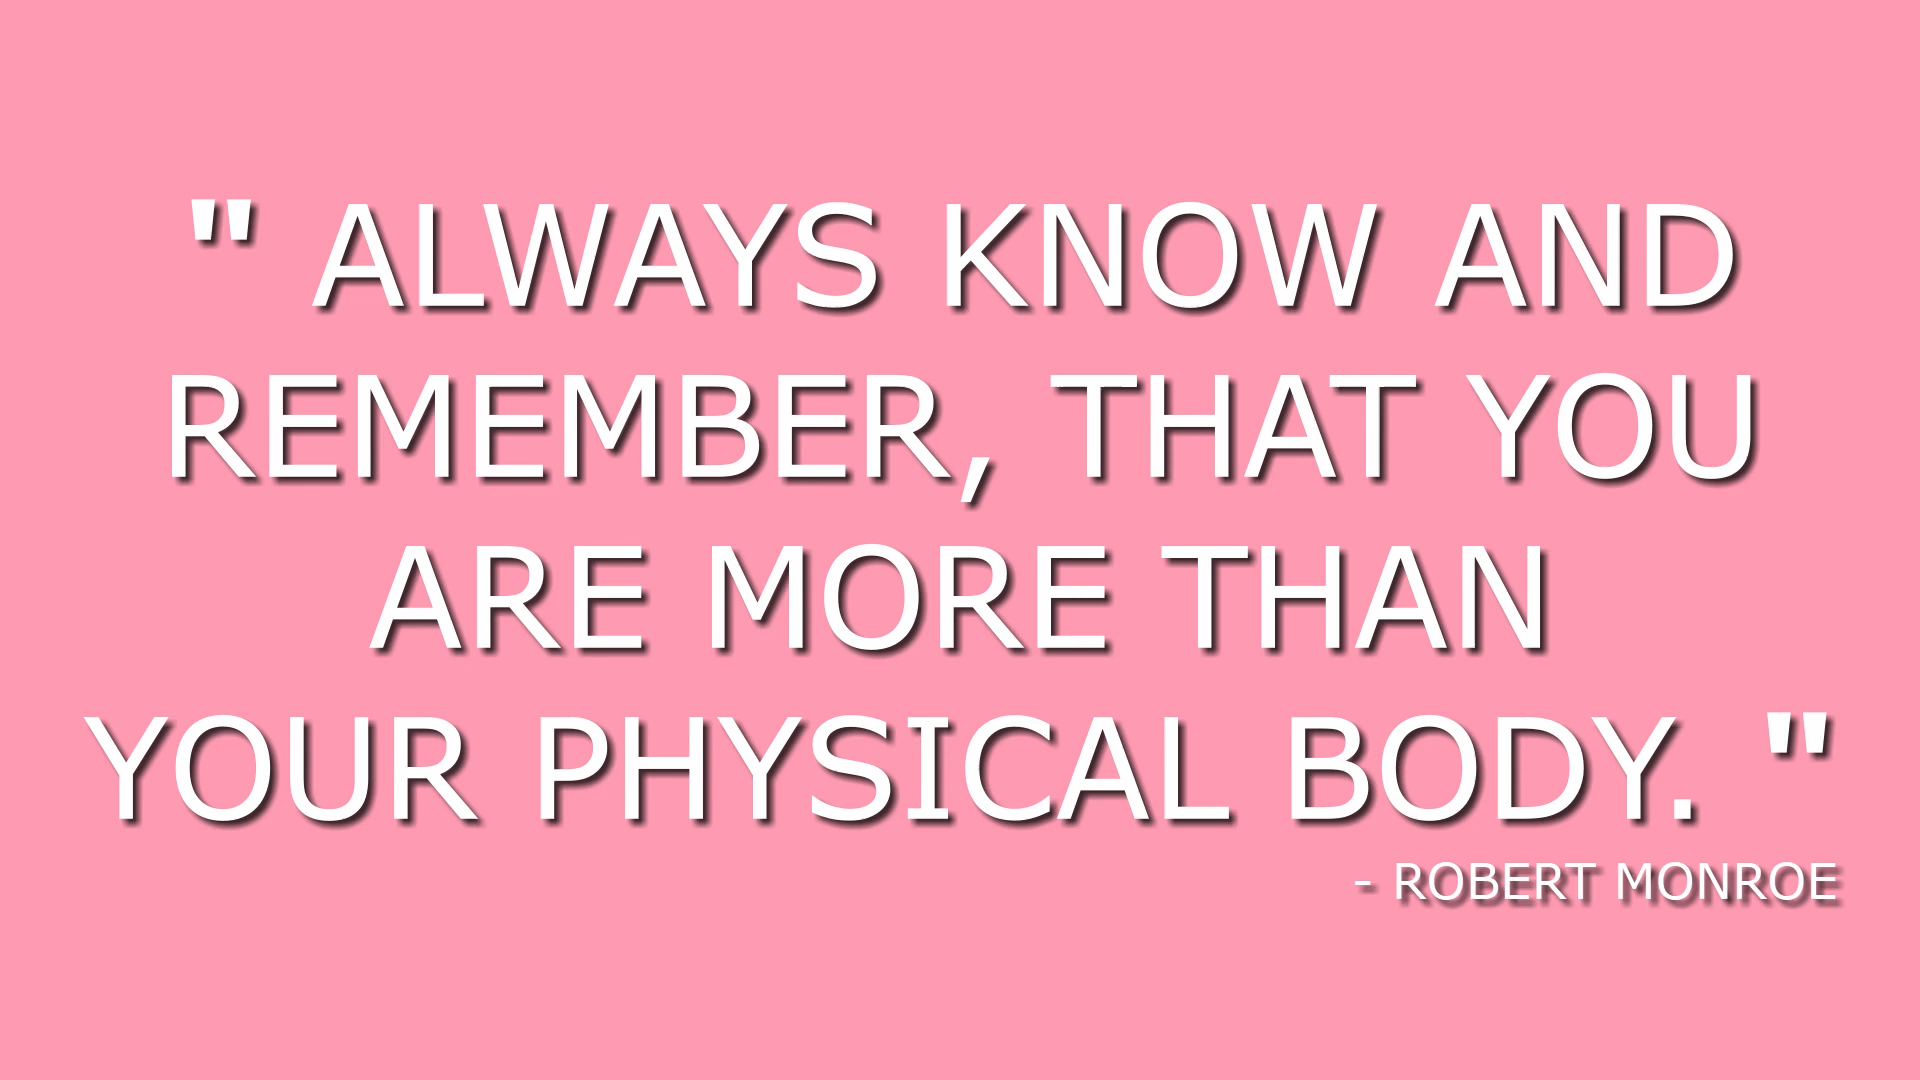 " ALWAYS KNOW AND
REMEMBER, THAT YOU
ARE MORE THAN
YOUR PHYSICAL BODY. "
- ROBERT MONROE